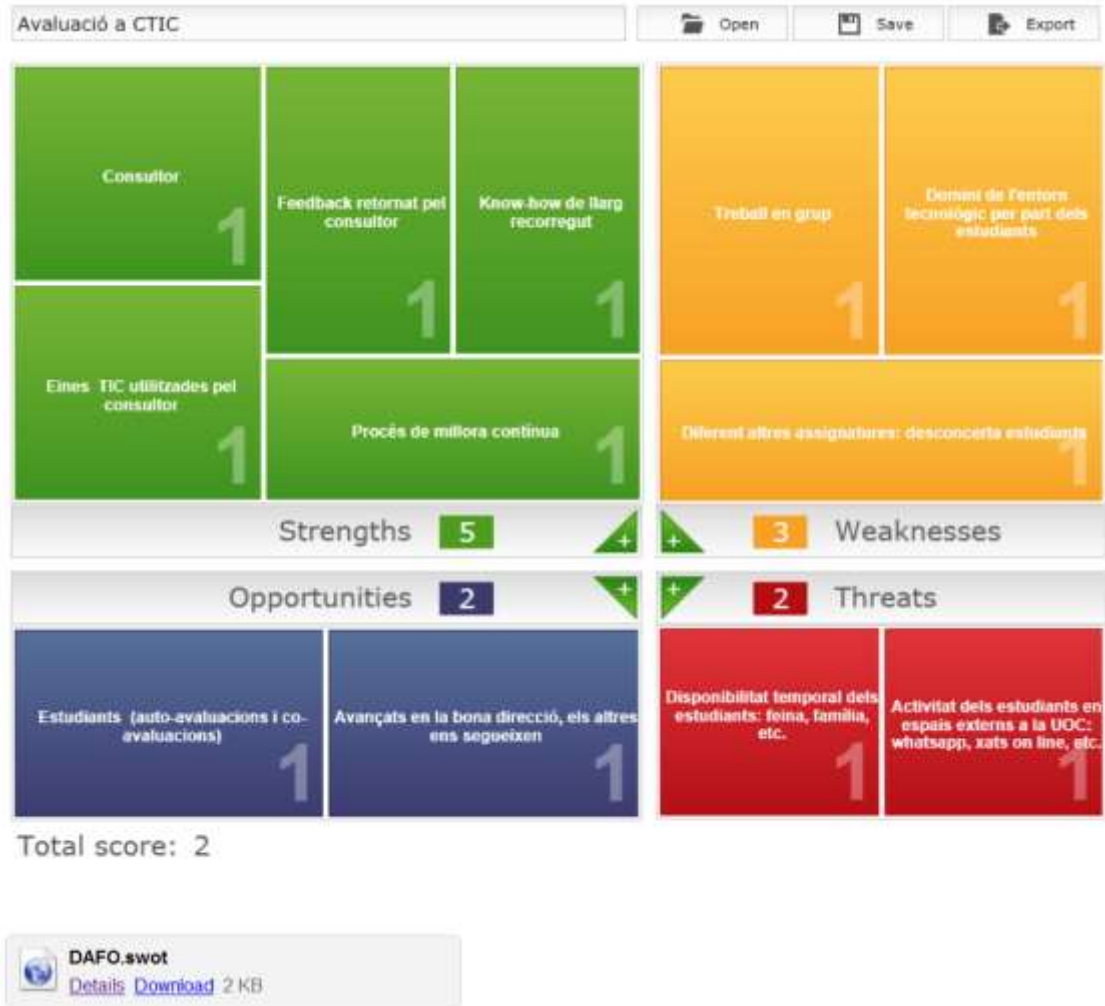 Avaluació a CTIC
Open
Save
Export
Consultor
1
Feedback retornat pel
consultor
1
Know-how de llarg
recorregut
1
Eines TIC utilitzades pel
consultor
1
Procés de millora contínua
1
Treball en grup
1
Domini de l'entorn
tecnològic per part dels
estudiants
1
Diferent altres assignatures: desconcerta estudiants
1
Strengths 5
+
+
3 Weaknesses
Opportunities 2
+
+
2 Threats
Estudiants (auto-avaluacions i co-
avaluacions)
1
Avançats en la bona direcció, els altres
ens segueixen
1
Disponibilitat temporal dels
estudiants: feina, família,
etc.
1
Activitat dels estudiants en
espais externs a la UOC:
whatsapp, xats on line, etc.
1
Total score: 2
DAFO.swot
Details Download 2 KB